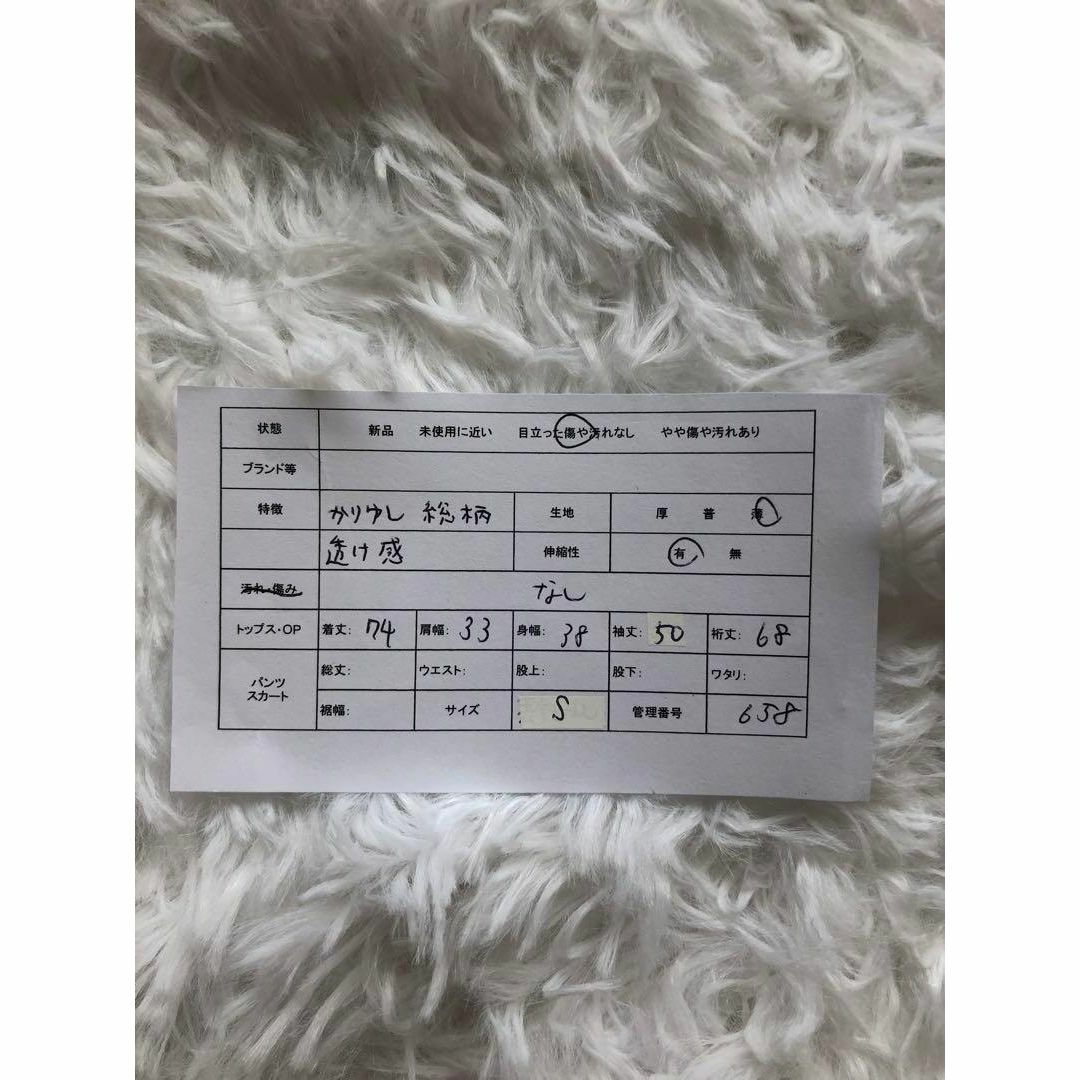 状態 新品 未使用に近い 目立った傷や汚れなし やや傷や汚れあり
ブランド等
特徴 かりゆし 総柄 生地 厚 普 薄
透け感 伸縮性 有 無
汚れ・傷み なし
トップス・OP 着丈: 74 肩幅: 33 身幅: 38 袖丈: 50 裄丈: 68
パンツ スカート 総丈: ウエスト: 股上: 股下: ワタリ:
裾幅: サイズ S 管理番号 658